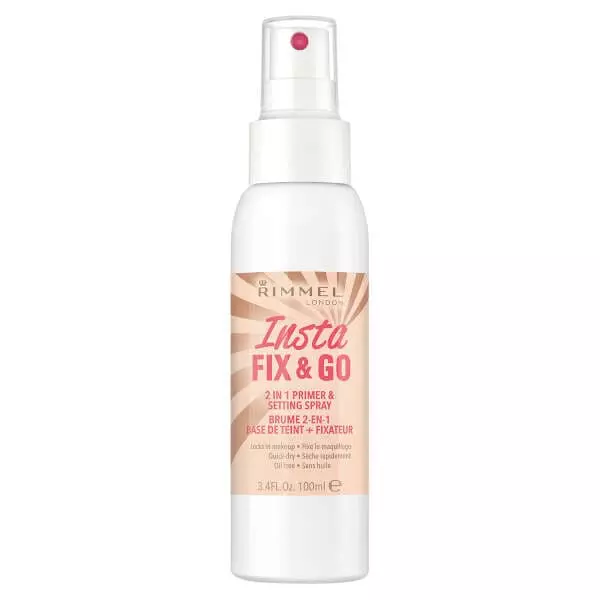 RIMMEL
LONDON
Insta
FIX & GO
2 IN 1 PRIMER &
SETTING SPRAY
BRUME 2-EN-1
BASE DE TEINT + FIXATEUR
Locks in makeup • Fixe le maquillage
Quick-dry • Sèche rapidement
Oil free • Sans huile
3.4FL.Oz. 100ml ℮